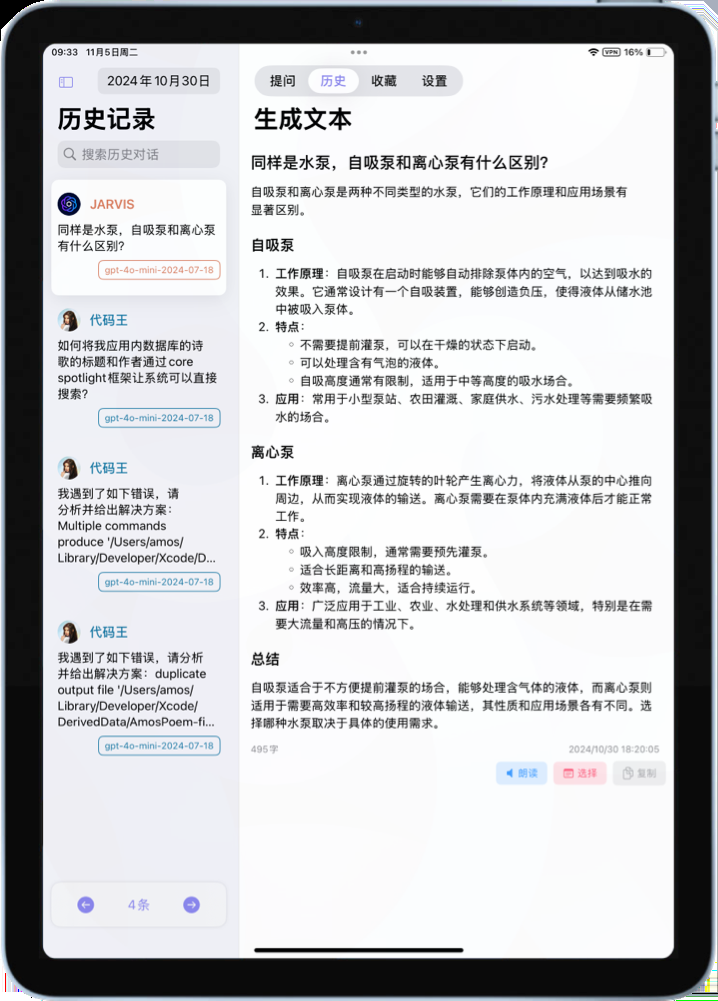 09:33 11月5日周二
VPN 16%
2024年10月30日
历史记录
搜索历史对话
JARVIS
同样是水泵，自吸泵和离心泵
有什么区别？
gpt-4o-mini-2024-07-18
代码王
如何将我应用内数据库的诗
歌的标题和作者通过core
spotlight框架让系统可以直接
搜索？
gpt-4o-mini-2024-07-18
代码王
我遇到了如下错误，请
分析并给出解决方案：
Multiple commands
produce '/Users/amos/
Library/Developer/Xcode/D...
gpt-4o-mini-2024-07-18
代码王
我遇到了如下错误，请分析
并给出解决方案：duplicate
output file '/Users/amos/
Library/Developer/Xcode/
DerivedData/AmosPoem-fi...
gpt-4o-mini-2024-07-18
4条
提问 历史 收藏 设置
生成文本
同样是水泵，自吸泵和离心泵有什么区别？
自吸泵和离心泵是两种不同类型的水泵，它们的工作原理和应用场景有
显著区别。
自吸泵
1. 工作原理：自吸泵在启动时能够自动排除泵体内的空气，以达到吸水的
效果。它通常设计有一个自吸装置，能够创造负压，使得液体从储水池
中被吸入泵体。
2. 特点：
◦ 不需要提前灌泵，可以在干燥的状态下启动。
◦ 可以处理含有气泡的液体。
◦ 自吸高度通常有限制，适用于中等高度的吸水场合。
3. 应用：常用于小型泵站、农田灌溉、家庭供水、污水处理等需要频繁吸
水的场合。
离心泵
1. 工作原理：离心泵通过旋转的叶轮产生离心力，将液体从泵的中心推向
周边，从而实现液体的输送。离心泵需要在泵体内充满液体后才能正常
工作。
2. 特点：
◦ 吸入高度限制，通常需要预先灌泵。
◦ 适合长距离和高扬程的输送。
◦ 效率高，流量大，适合持续运行。
3. 应用：广泛应用于工业、农业、水处理和供水系统等领域，特别是在需
要大流量和高压的情况下。
总结
自吸泵适合于不方便提前灌泵的场合，能够处理含气体的液体，而离心泵则
适用于需要高效率和较高扬程的液体输送，其性质和应用场景各有不同。选
择哪种水泵取决于具体的使用需求。
495字 2024/10/30 18:20:05
朗读 选择 复制